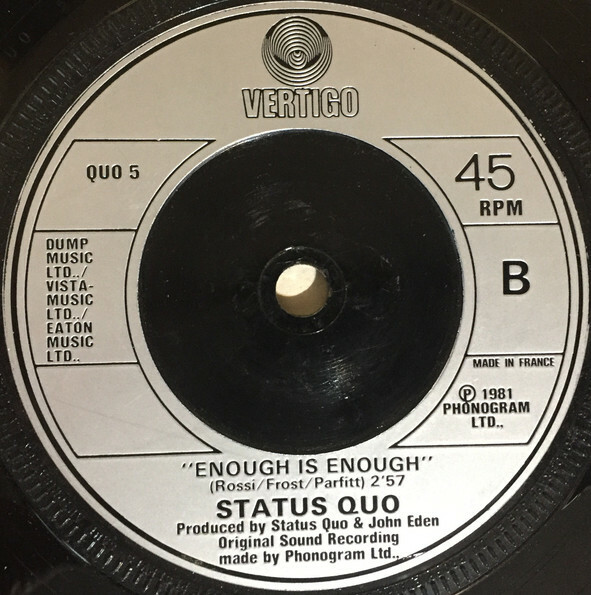 VERTIGO
QUO 5
45
RPM
DUMP
MUSIC
LTD../
VISTA-
MUSIC
LTD../
EATON
MUSIC
LTD..
B
MADE IN FRANCE
Ⓟ 1981
PHONOGRAM
LTD..
"ENOUGH IS ENOUGH"
(Rossi/Frost/Parfitt) 2'57
STATUS QUO
Produced by Status Quo & John Eden
Original Sound Recording
made by Phonogram Ltd..